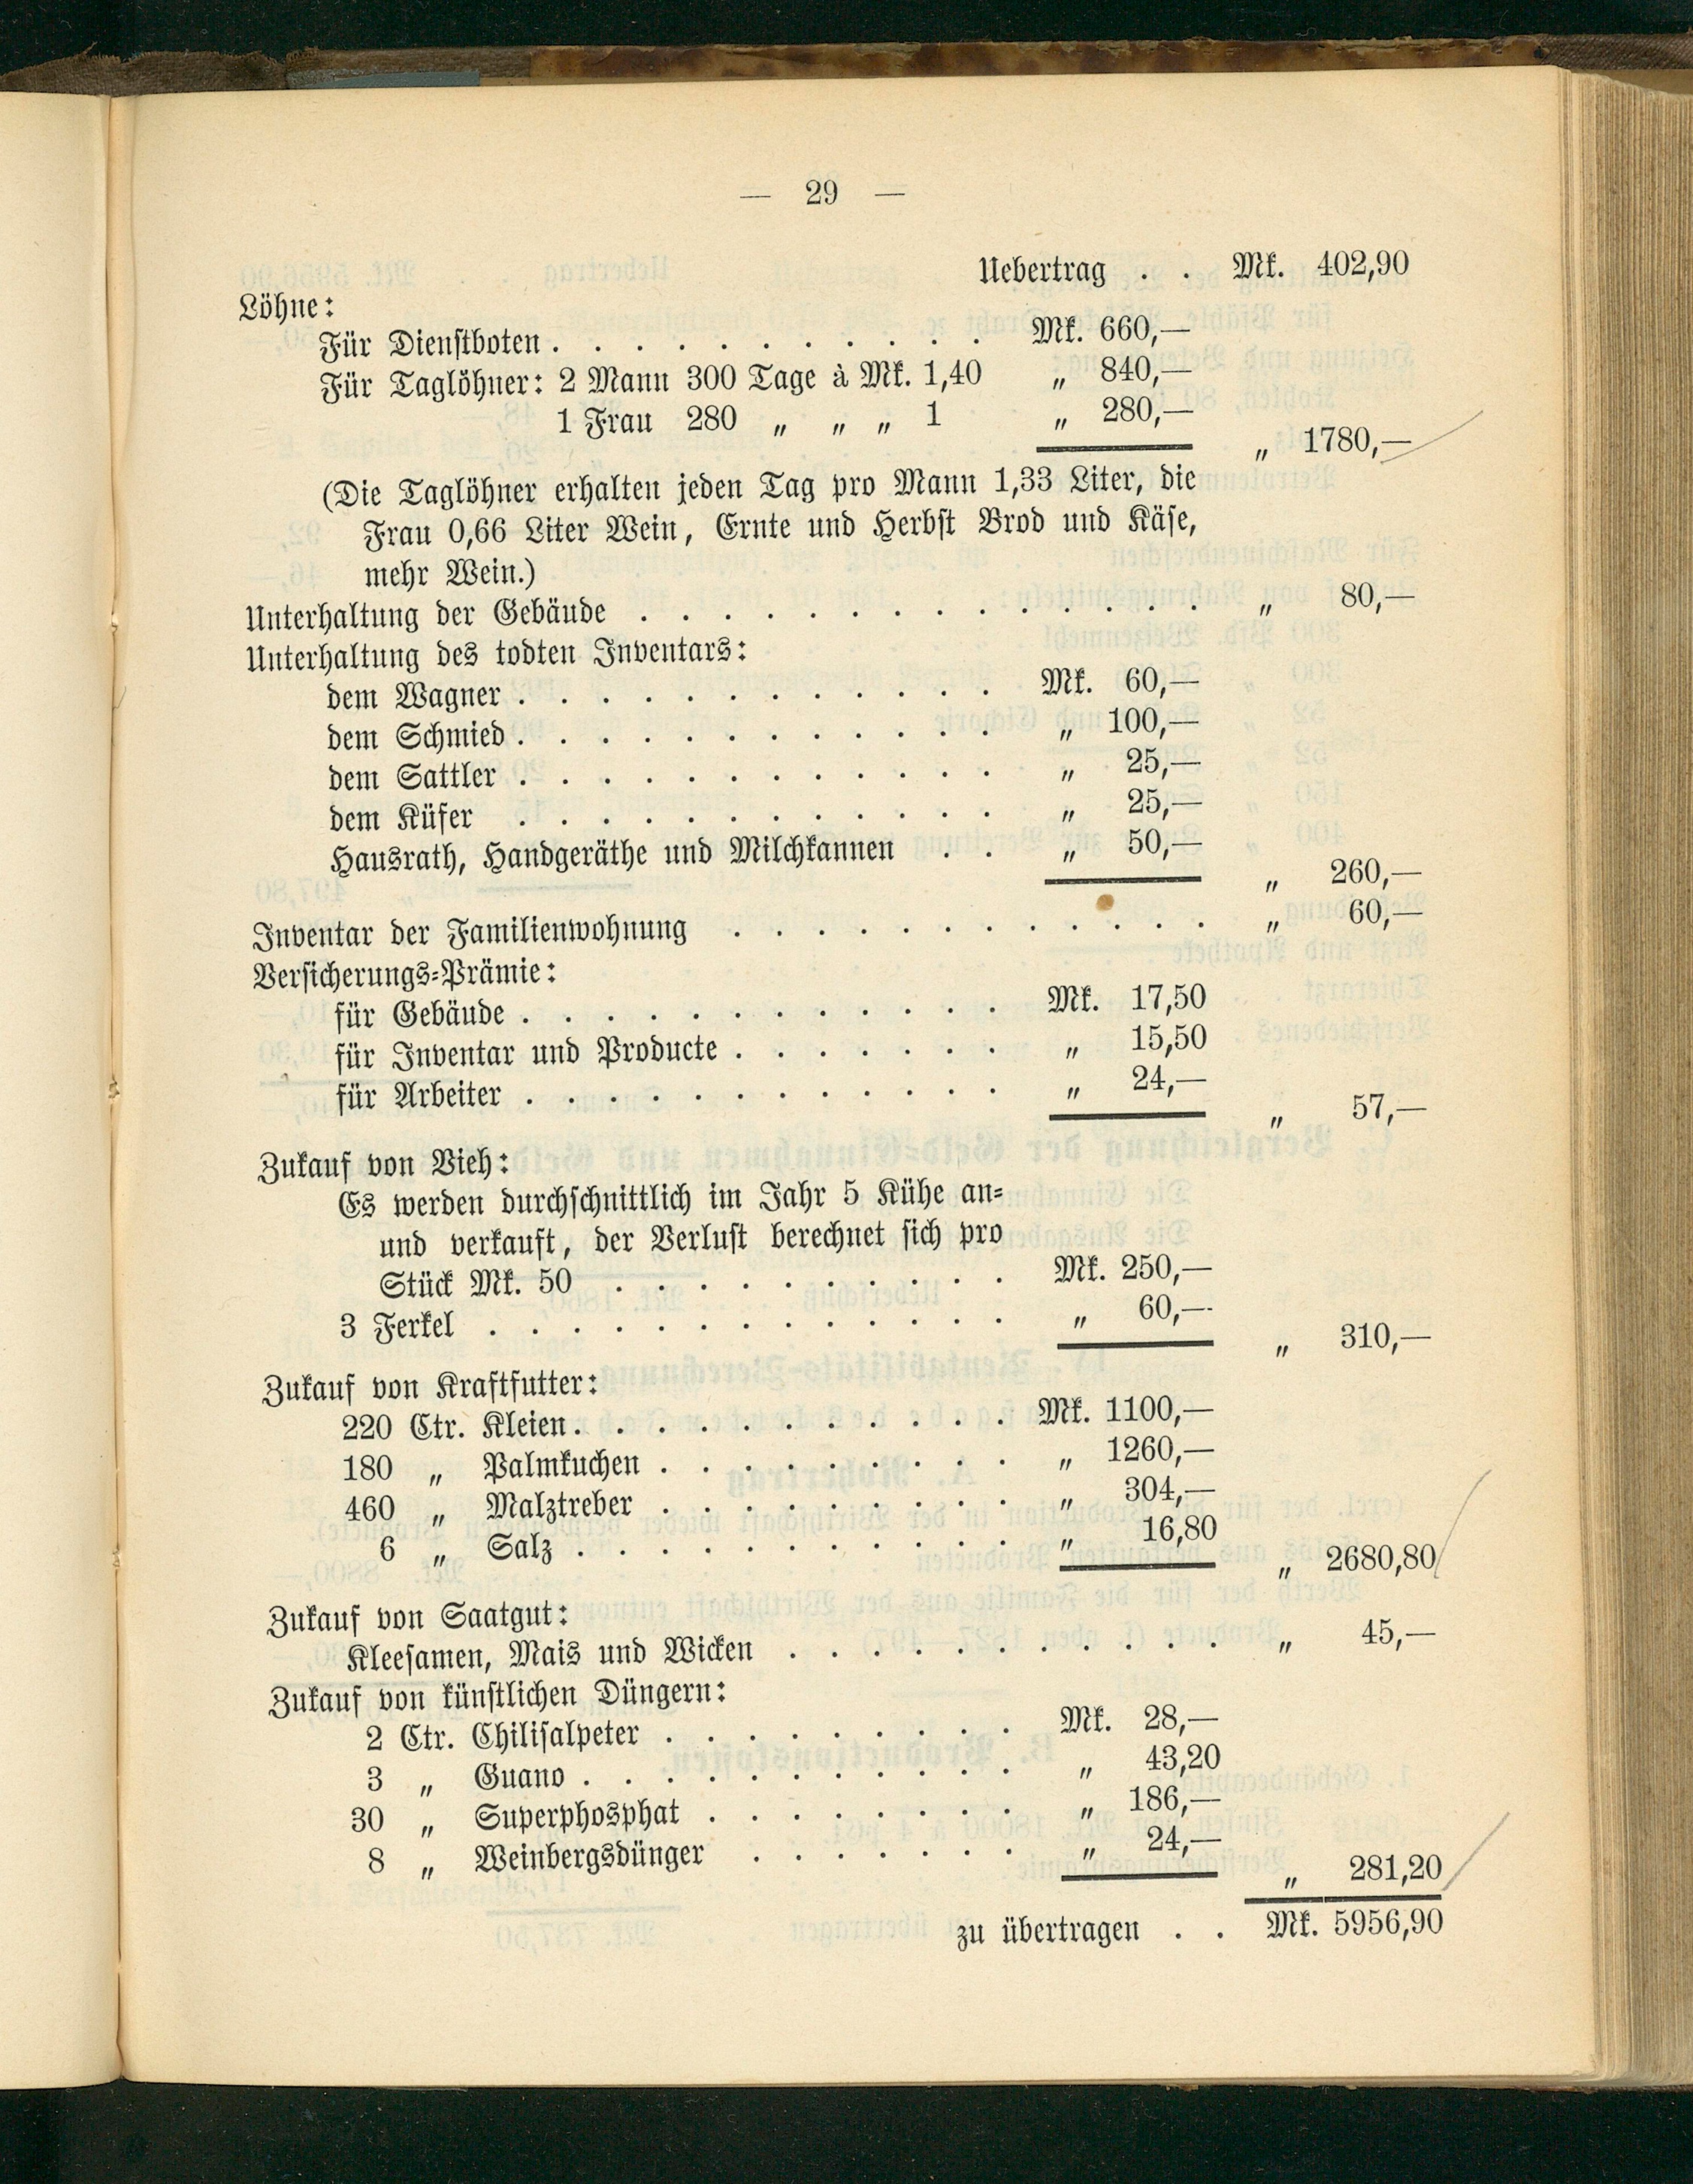 — 29 —
Uebertrag . . Mk. 402,90
Löhne:
Für Dienstboten . . . . . . . . . . . Mk. 660,—
Für Taglöhner: 2 Mann 300 Tage à Mk. 1,40 „ 840,—
1 Frau 280 „ „ „ 1 „ 280,—
„ 1780,—
(Die Taglöhner erhalten jeden Tag pro Mann 1,33 Liter, die
Frau 0,66 Liter Wein, Ernte und Herbst Brod und Käse,
mehr Wein.)
Unterhaltung der Gebäude . . . . . . . . . . . . . . „ 80,—
Unterhaltung des todten Inventars:
dem Wagner . . . . . . . . . . . . Mk. 60,—
dem Schmied . . . . . . . . . . . . „ 100,—
dem Sattler . . . . . . . . . . . . „ 25,—
dem Küfer . . . . . . . . . . . . „ 25,—
Hausrath, Handgeräthe und Milchkannen . . „ 50,—
„ 260,—
Inventar der Familienwohnung . . . . . . . . . . . . „ 60,—
Versicherungs-Prämie:
für Gebäude . . . . . . . . . . . . Mk. 17,50
für Inventar und Producte . . . . . . . „ 15,50
für Arbeiter . . . . . . . . . . . . „ 24,—
„ 57,—
Zukauf von Vieh:
Es werden durchschnittlich im Jahr 5 Kühe an-
und verkauft, der Verlust berechnet sich pro
Stück Mk. 50 . . . . . . . . . . Mk. 250,—
3 Ferkel . . . . . . . . . . . . . „ 60,—
„ 310,—
Zukauf von Kraftfutter:
220 Ctr. Kleien . . . . . . . . . . . Mk. 1100,—
180 „ Palmkuchen . . . . . . . . . „ 1260,—
460 „ Malztreber . . . . . . . . . „ 304,—
6 „ Salz . . . . . . . . . . . „ 16,80
„ 2680,80
Zukauf von Saatgut:
Kleesamen, Mais und Wicken . . . . . . . . . . . „ 45,—
Zukauf von künstlichen Düngern:
2 Ctr. Chilisalpeter . . . . . . . . . Mk. 28,—
3 „ Guano . . . . . . . . . . . „ 43,20
30 „ Superphosphat . . . . . . . . „ 186,—
8 „ Weinbergsdünger . . . . . . . „ 24,—
„ 281,20
zu übertragen . . Mk. 5956,90